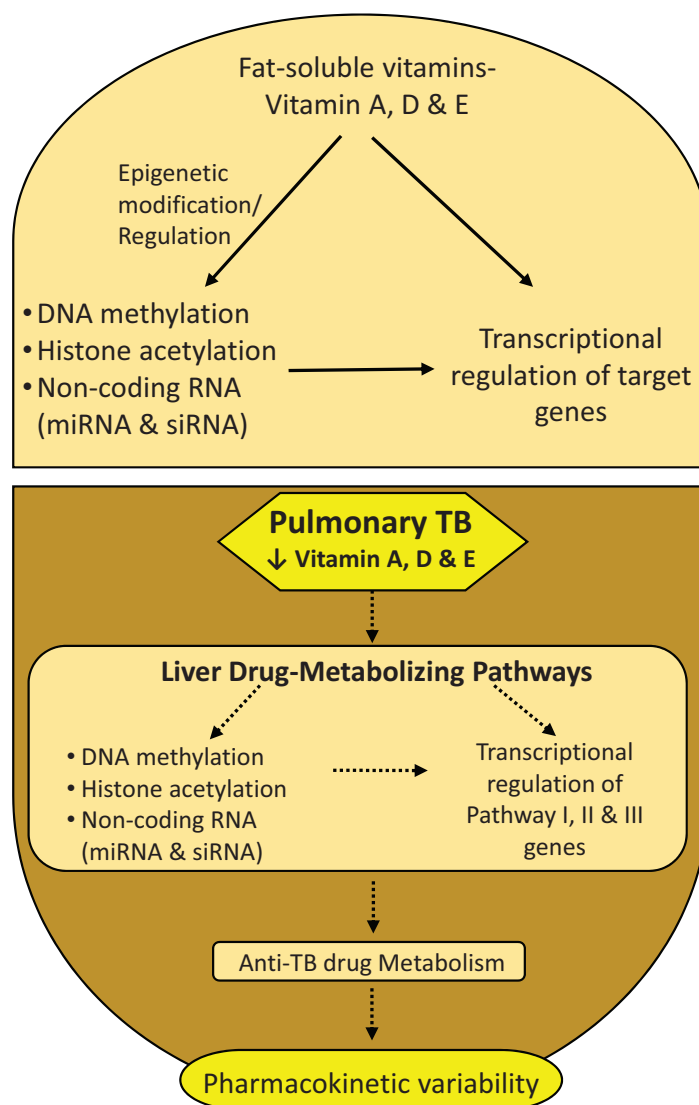 Fat-soluble vitamins-
Vitamin A, D & E
Epigenetic
modification/
Regulation
• DNA methylation
• Histone acetylation
• Non-coding RNA
(miRNA & siRNA)
Transcriptional
regulation of target
genes
Pulmonary TB
↓ Vitamin A, D & E
Liver Drug-Metabolizing Pathways
• DNA methylation
• Histone acetylation
• Non-coding RNA
(miRNA & siRNA)
Transcriptional
regulation of
Pathway I, II & III
genes
Anti-TB drug Metabolism
Pharmacokinetic variability